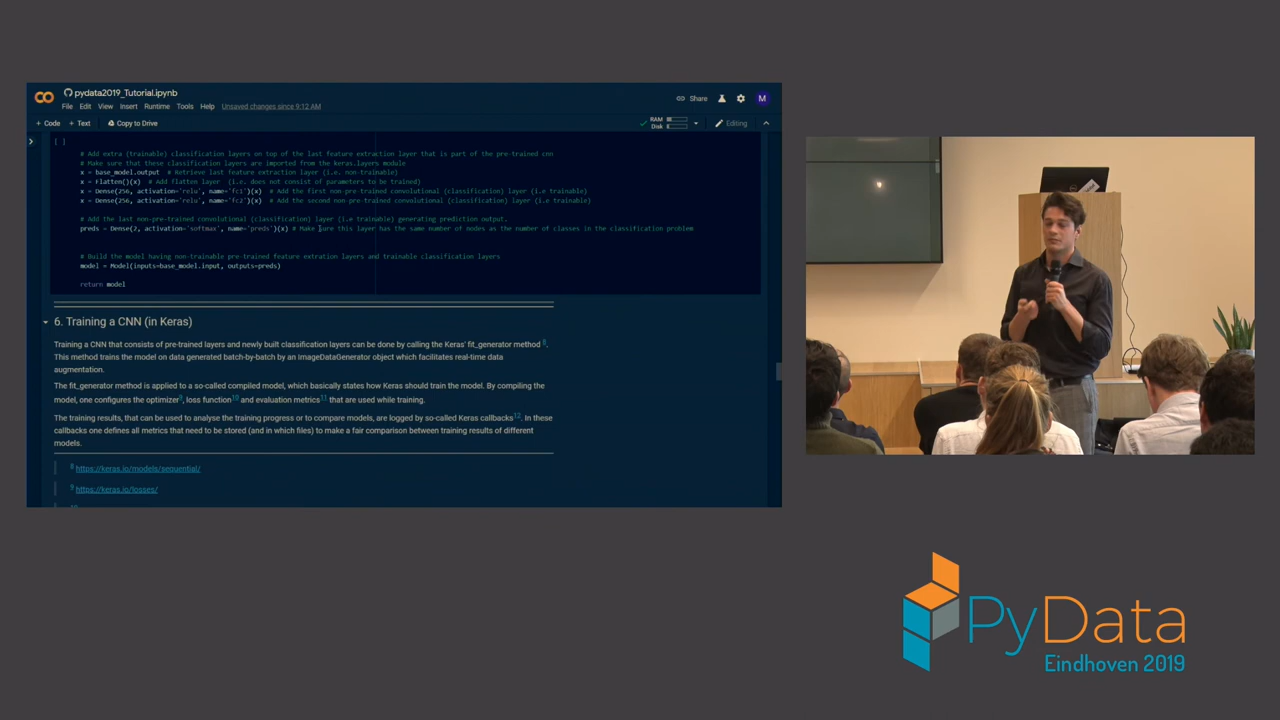 pydata2019_Tutorial.ipynb
File Edit View Insert Runtime Tools Help Unsaved changes since 9:12 AM
Share
M
+ Code + Text Copy to Drive
RAM
Disk
Editing
[ ]
# Add extra (trainable) classification layers on top of the last feature extraction layer that is part of the pre-trained cnn
# Make sure that these classification layers are imported from the keras.layers module
x = base_model.output # Retrieve last feature extraction layer (i.e. non-trainable)
x = Flatten()(x) # Add flatten layer (i.e. does not consist of parameters to be trained)
x = Dense(256, activation='relu', name='fc1')(x) # Add the first non-pre-trained convolutional (classification) layer (i.e trainable)
x = Dense(256, activation='relu', name='fc2')(x) # Add the second non-pre-trained convolutional (classification) layer (i.e trainable)
# Add the last non-pre-trained convolutional (classification) layer (i.e trainable) generating prediction output.
preds = Dense(2, activation='softmax', name='preds')(x) # Make sure this layer has the same number of nodes as the number of classes in the classification problem
# Build the model having non-trainable pre-trained feature extration layers and trainable classification layers
model = Model(inputs=base_model.input, outputs=preds)
return model
6. Training a CNN (in Keras)
Training a CNN that consists of pre-trained layers and newly built classification layers can be done by calling the Keras' fit_generator method 8.
This method trains the model on data generated batch-by-batch by an ImageDataGenerator object which facilitates real-time data
augmentation.
The fit_generator method is applied to a so-called compiled model, which basically states how Keras should train the model. By compiling the
model, one configures the optimizer9, loss function10 and evaluation metrics11 that are used while training.
The training results, that can be used to analyse the training progress or to compare models, are logged by so-called Keras callbacks12. In these
callbacks one defines all metrics that need to be stored (and in which files) to make a fair comparison between training results of different
models.
8 https://keras.io/models/sequential/
9 https://keras.io/losses/
PyData
Eindhoven 2019